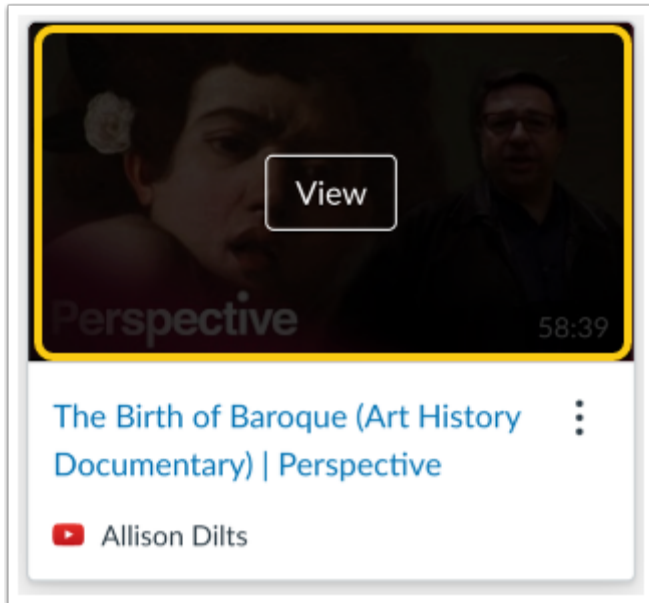 View
Perspective
58:39
The Birth of Baroque (Art History
Documentary) | Perspective
Allison Dilts